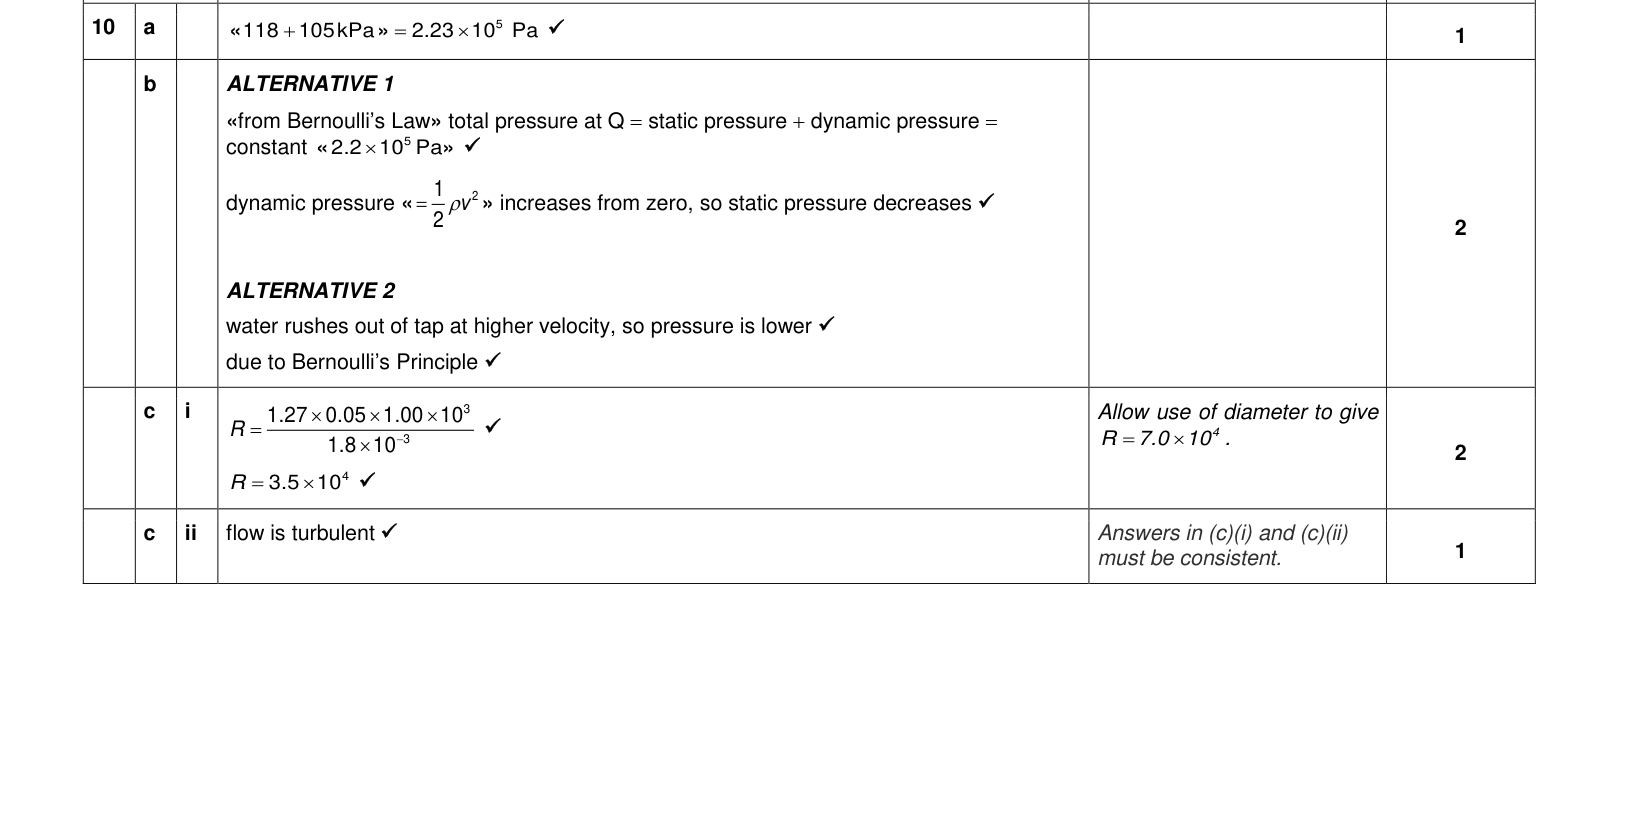 10 a «118 + 105 kPa» = 2.23 × 10⁵ Pa ✓ 1
b ALTERNATIVE 1
«from Bernoulli’s Law» total pressure at Q = static pressure + dynamic pressure =
constant «2.2 × 10⁵ Pa» ✓
dynamic pressure «= 1/2 ρv²» increases from zero, so static pressure decreases ✓
2
ALTERNATIVE 2
water rushes out of tap at higher velocity, so pressure is lower ✓
due to Bernoulli’s Principle ✓
c i R = (1.27 × 0.05 × 1.00 × 10³)/(1.8 × 10⁻³) ✓
R = 3.5 × 10⁴ ✓
Allow use of diameter to give
R = 7.0 × 10⁴ .
2
c ii flow is turbulent ✓
Answers in (c)(i) and (c)(ii)
must be consistent.
1